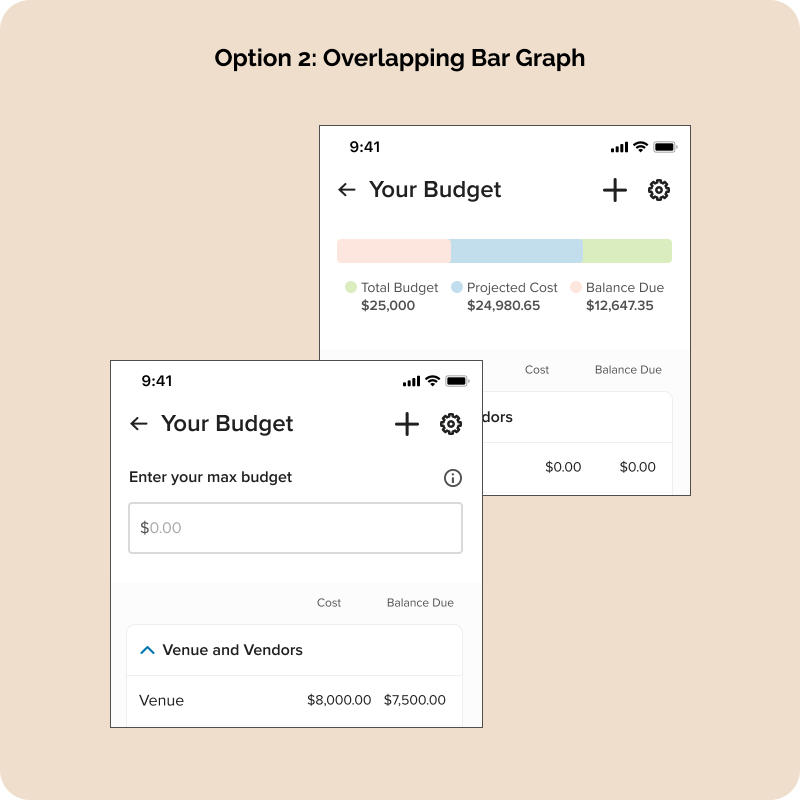 Option 2: Overlapping Bar Graph
9:41
Your Budget
Total Budget Projected Cost Balance Due
$25,000 $24,980.65 $12,647.35
Cost Balance Due
dors
$0.00 $0.00
9:41
Your Budget
Enter your max budget
$0.00
Cost Balance Due
Venue and Vendors
Venue $8,000.00 $7,500.00